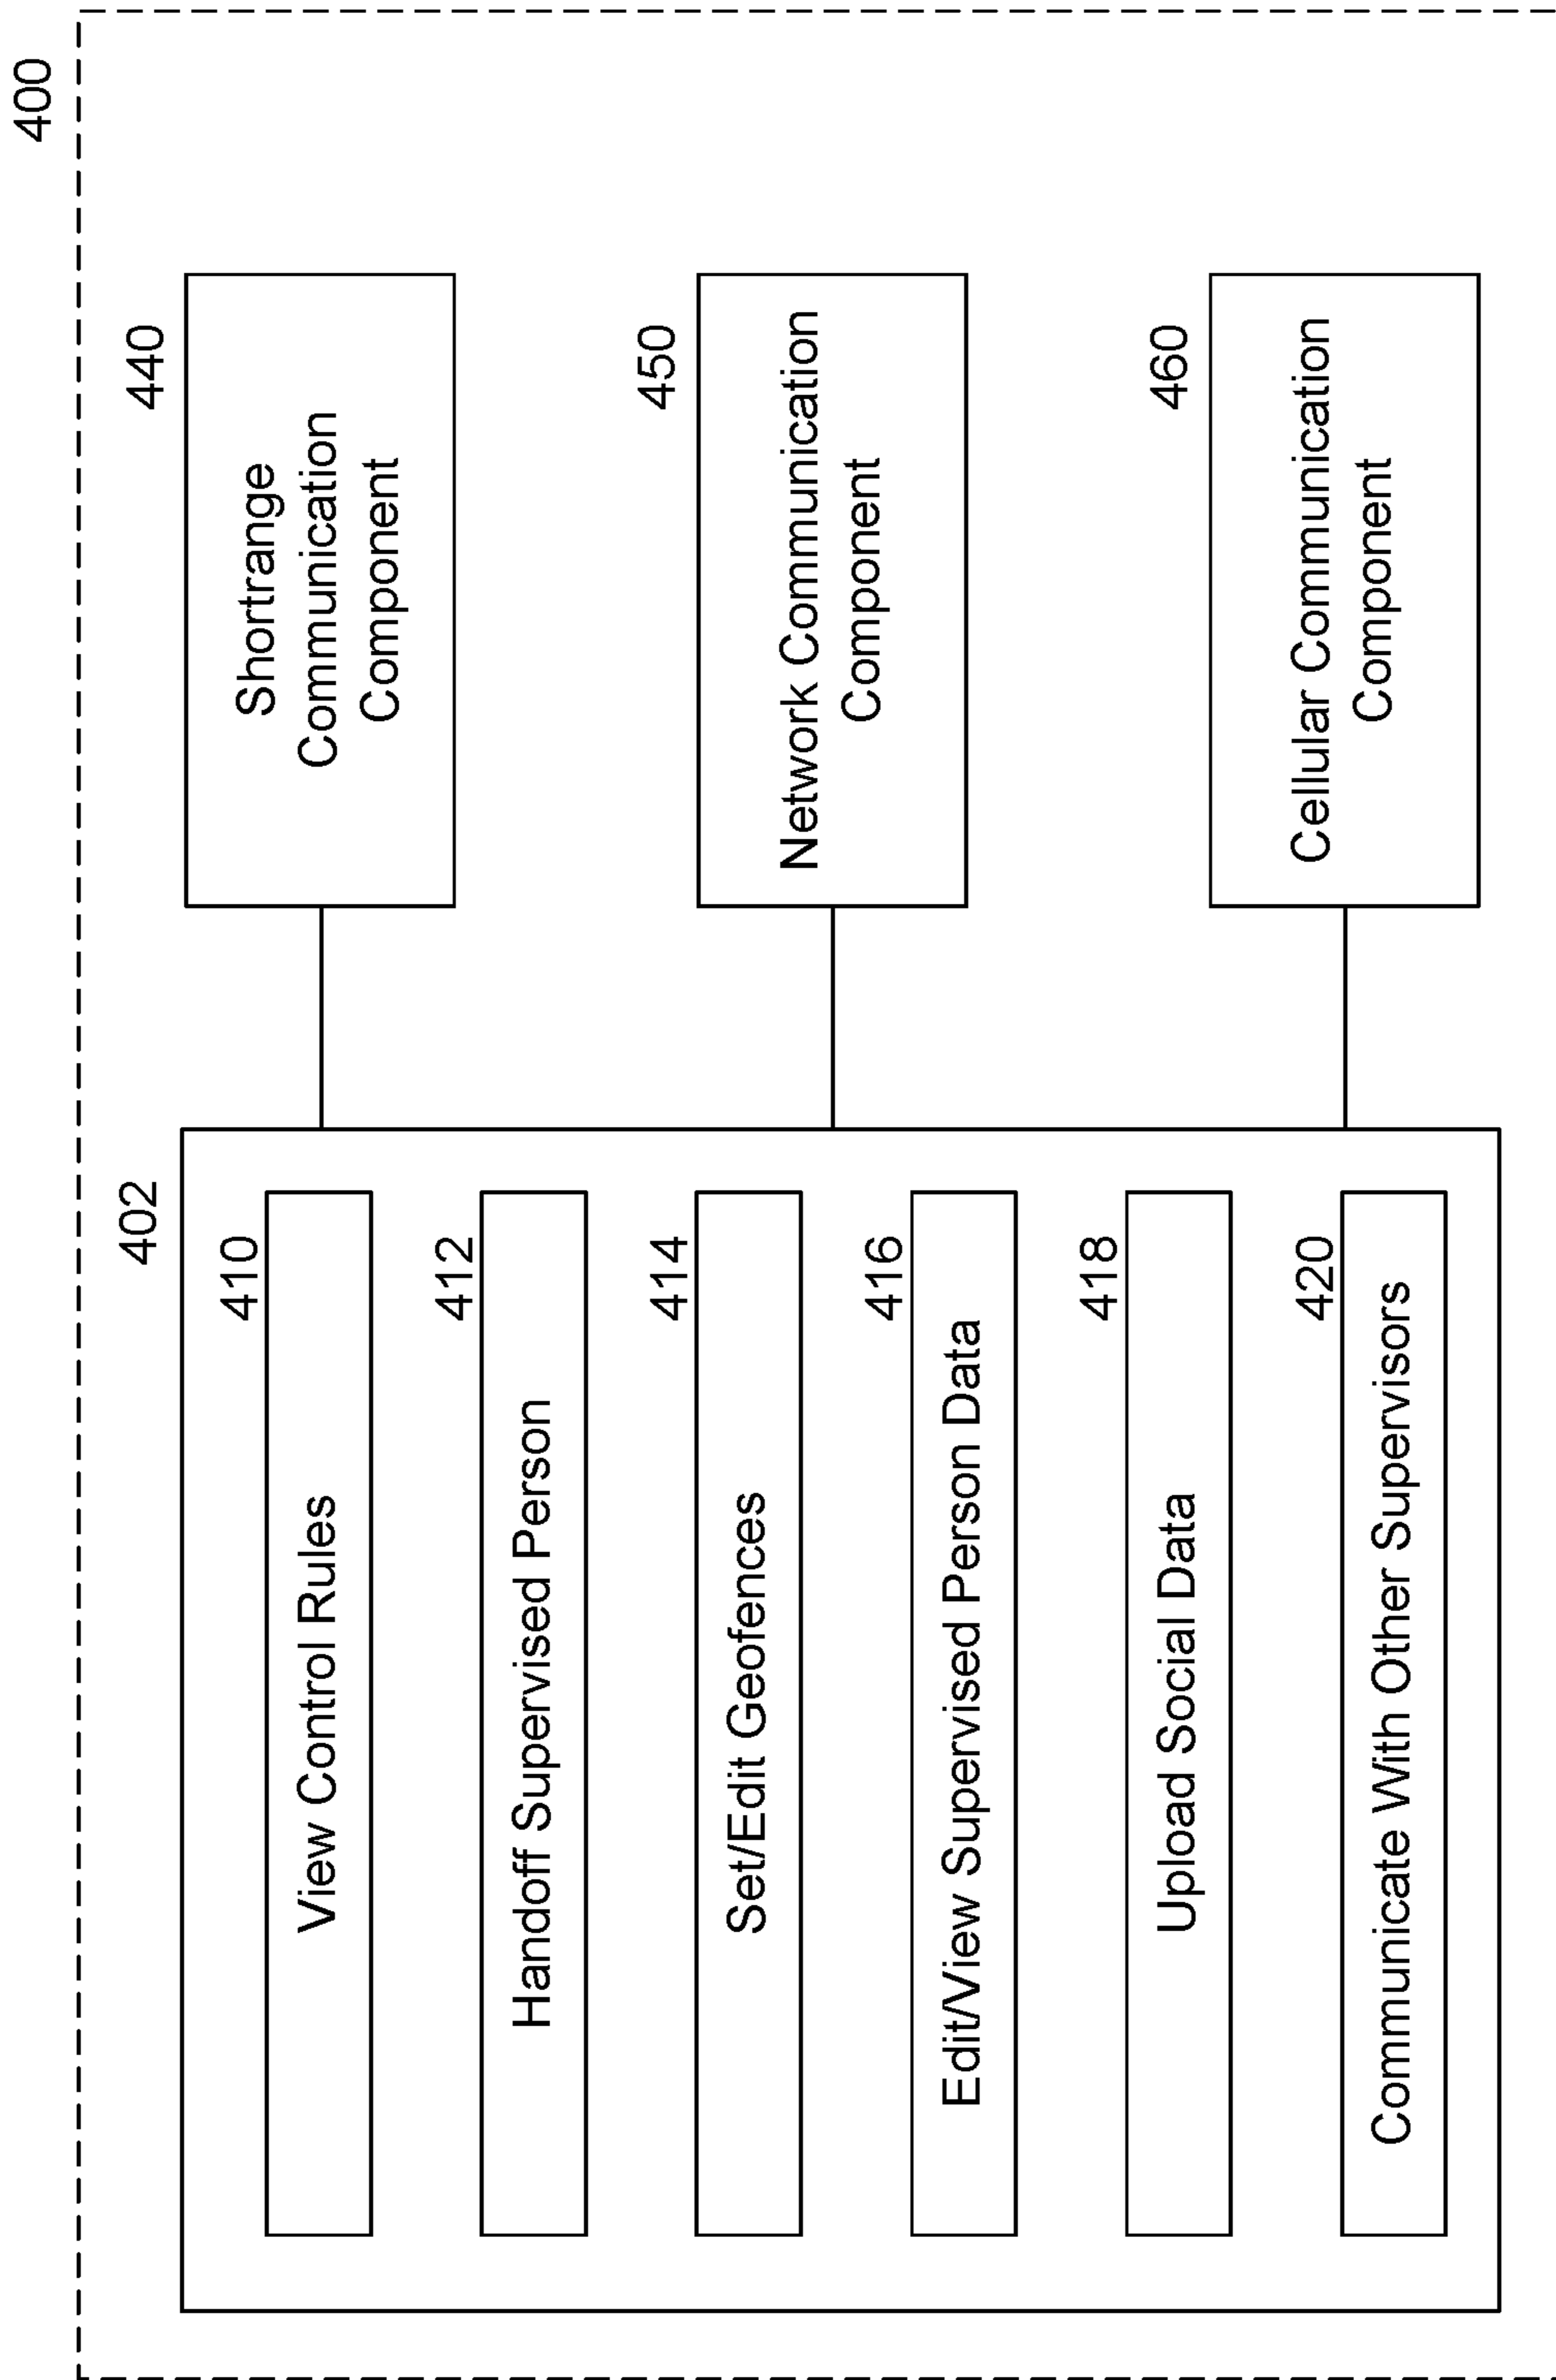 400
402
410
View Control Rules
412
Handoff Supervised Person
414
Set/Edit Geofences
416
Edit/View Supervised Person Data
418
Upload Social Data
420
Communicate With Other Supervisors
440
Shortrange
Communication
Component
450
Network Communication
Component
460
Cellular Communication
Component